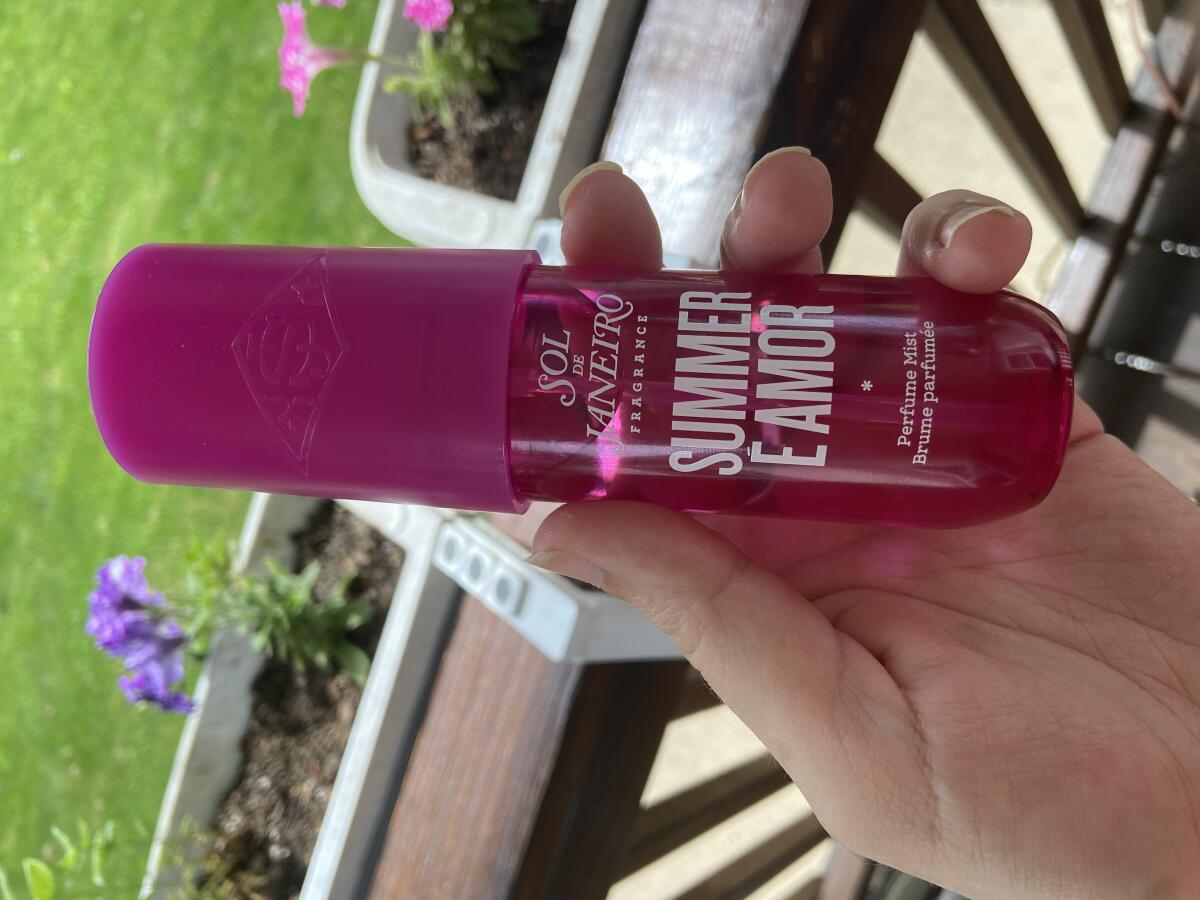 SOL
DE
JANEIRO
FRAGRANCE
SUMMER
É AMOR
*
Perfume Mist
Brume parfumée